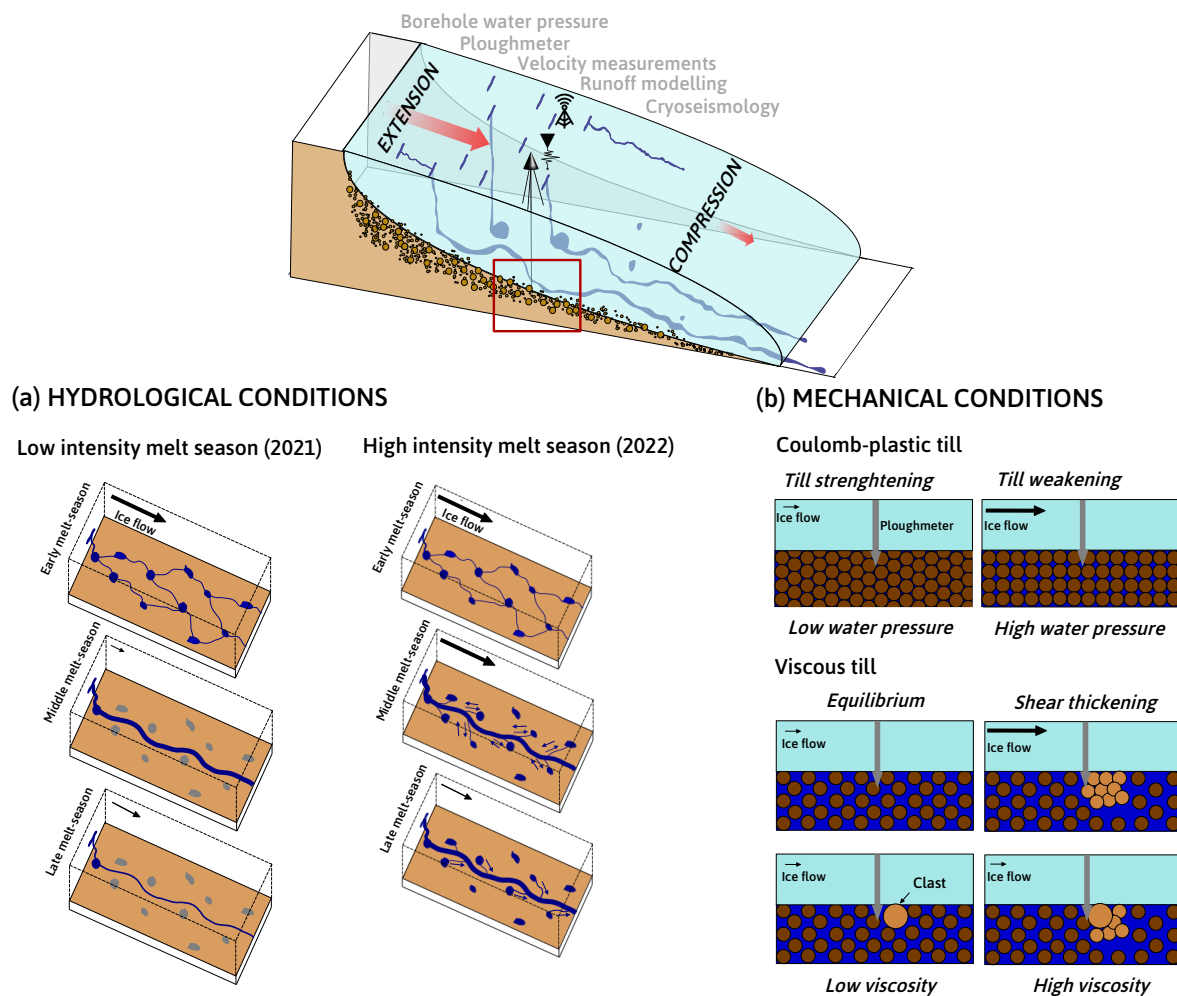 Borehole water pressure
Ploughmeter
Velocity measurements
Runoff modelling
Cryoseismology
EXTENSION
COMPRESSION
(a) HYDROLOGICAL CONDITIONS
Low intensity melt season (2021)
High intensity melt season (2022)
Early melt-season
Ice flow
Middle melt-season
Late melt-season
Early melt-season
Ice flow
Middle melt-season
Late melt-season
(b) MECHANICAL CONDITIONS
Coulomb-plastic till
Till strenghtening
Till weakening
Ice flow
Ploughmeter
Ice flow
Low water pressure
High water pressure
Viscous till
Equilibrium
Shear thickening
Ice flow
Ice flow
Ice flow
Clast
Ice flow
Low viscosity
High viscosity